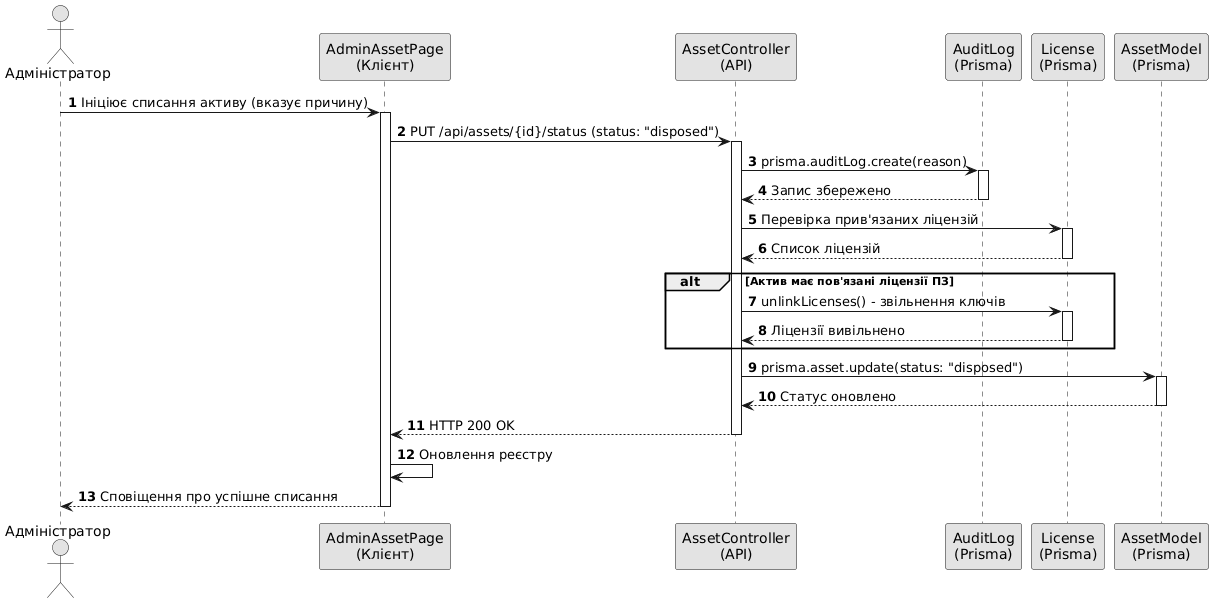 Адміністратор
AdminAssetPage
(Клієнт)
AssetController
(API)
AuditLog
(Prisma)
License
(Prisma)
AssetModel
(Prisma)
1 Ініціює списання активу (вказує причину)
2 PUT /api/assets/{id}/status (status: "disposed")
3 prisma.auditLog.create(reason)
4 Запис збережено
5 Перевірка прив'язаних ліцензій
6 Список ліцензій
alt [Актив має пов'язані ліцензії ПЗ]
7 unlinkLicenses() - звільнення ключів
8 Ліцензії вивільнено
9 prisma.asset.update(status: "disposed")
10 Статус оновлено
11 HTTP 200 OK
12 Оновлення реєстру
13 Сповіщення про успішне списання
Адміністратор
AdminAssetPage
(Клієнт)
AssetController
(API)
AuditLog
(Prisma)
License
(Prisma)
AssetModel
(Prisma)